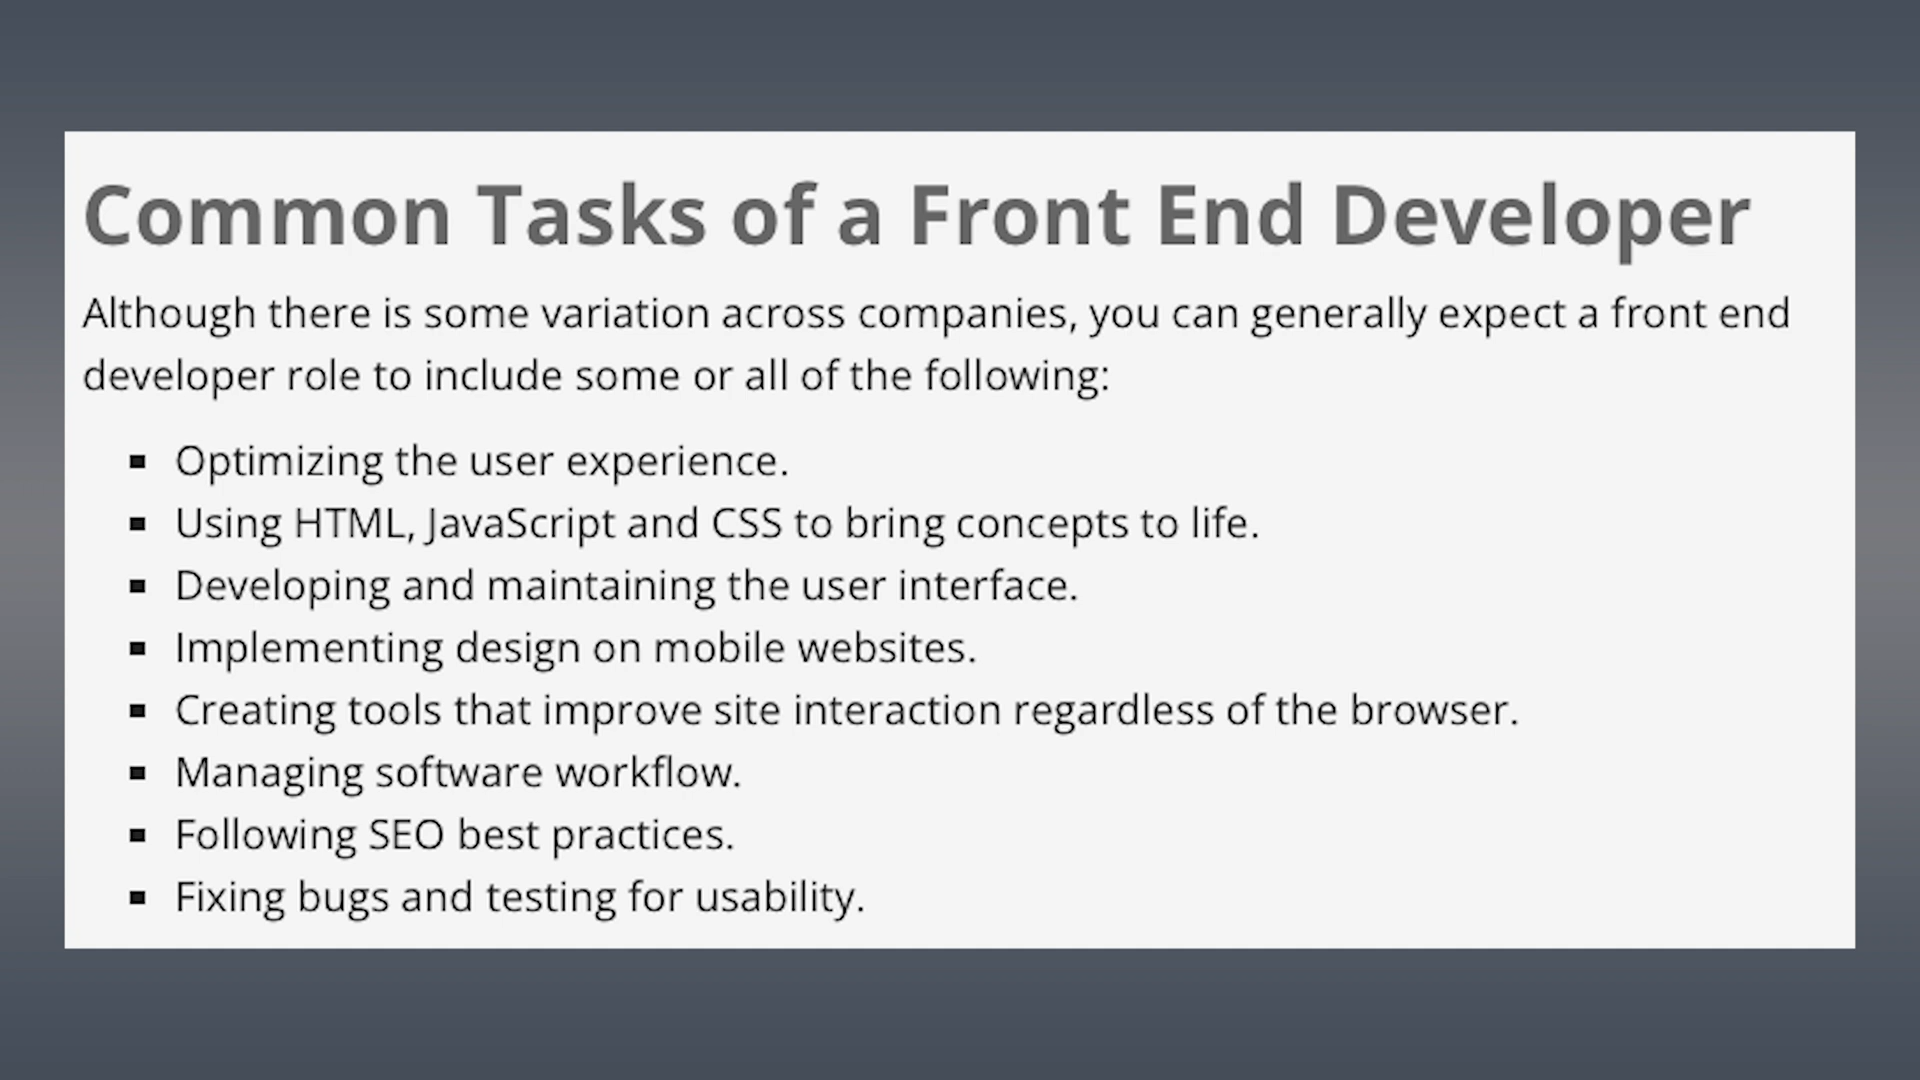 Common Tasks of a Front End Developer
Although there is some variation across companies, you can generally expect a front end
developer role to include some or all of the following:
▪ Optimizing the user experience.
▪ Using HTML, JavaScript and CSS to bring concepts to life.
▪ Developing and maintaining the user interface.
▪ Implementing design on mobile websites.
▪ Creating tools that improve site interaction regardless of the browser.
▪ Managing software workflow.
▪ Following SEO best practices.
▪ Fixing bugs and testing for usability.